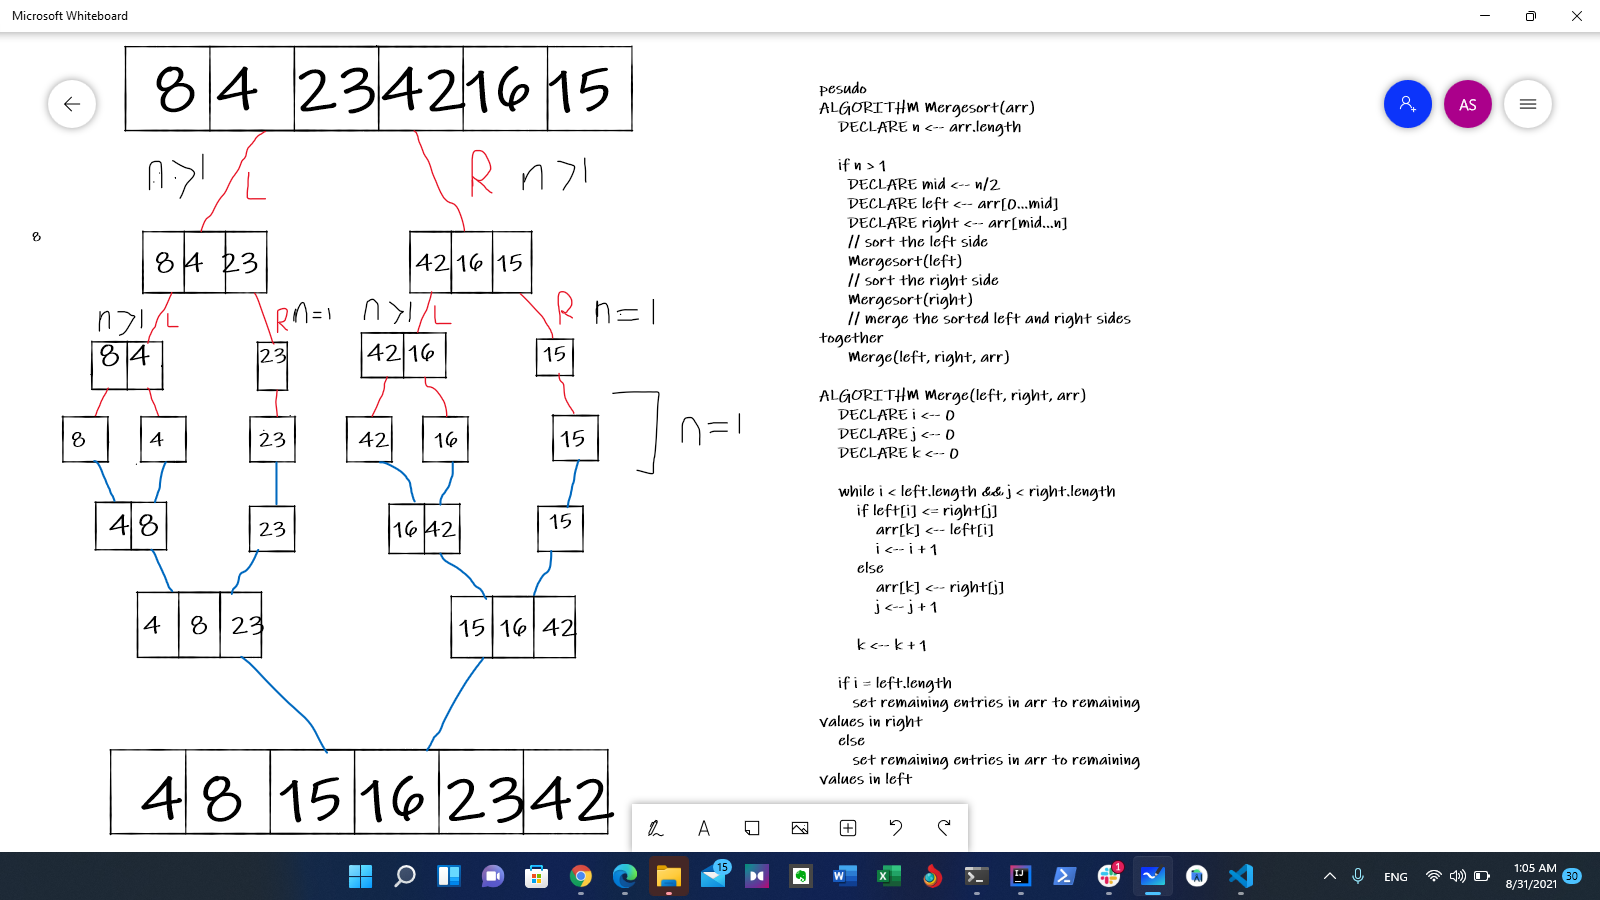 Microsoft Whiteboard
8 4 23 42 16 15
n>1 L R n>1
8
8 4 23 42 16 15
n>1 L R n=1 n>1 L R n=1
8 4 23 42 16 15
8 4 23 42 16 15 n=1
4 8 23 16 42 15
4 8 23 15 16 42
4 8 15 16 23 42
pesudo
ALGORITHM Mergesort(arr)
DECLARE n <-- arr.length
if n > 1
DECLARE mid <-- n/2
DECLARE left <-- arr[0...mid]
DECLARE right <-- arr[mid...n]
// sort the left side
Mergesort(left)
// sort the right side
Mergesort(right)
// merge the sorted left and right sides
together
Merge(left, right, arr)
ALGORITHM Merge(left, right, arr)
DECLARE i <-- 0
DECLARE j <-- 0
DECLARE k <-- 0
while i < left.length && j < right.length
if left[i] <= right[j]
arr[k] <-- left[i]
i <-- i + 1
else
arr[k] <-- right[j]
j <-- j + 1
k <-- k + 1
if i = left.length
set remaining entries in arr to remaining
values in right
else
set remaining entries in arr to remaining
values in left
AS
A
15
W
X
IJ
1
ENG
1:05 AM
8/31/2021
30